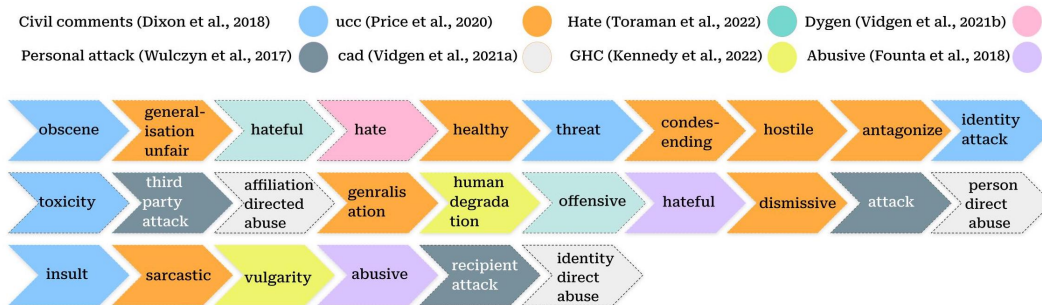 Civil comments (Dixon et al., 2018) ucc (Price et al., 2020) Hate (Toraman et al., 2022) Dygen (Vidgen et al., 2021b)
Personal attack (Wulczyn et al., 2017) cad (Vidgen et al., 2021a) GHC (Kennedy et al., 2022) Abusive (Founta et al., 2018)
obscene
general-
isation
unfair
hateful
hate
healthy
threat
condes-
ending
hostile
antagonize
identity
attack
toxicity
third
party
attack
affiliation
directed
abuse
genralis
ation
human
degrada
tion
offensive
hateful
dismissive
attack
person
direct
abuse
insult
sarcastic
vulgarity
abusive
recipient
attack
identity
direct
abuse